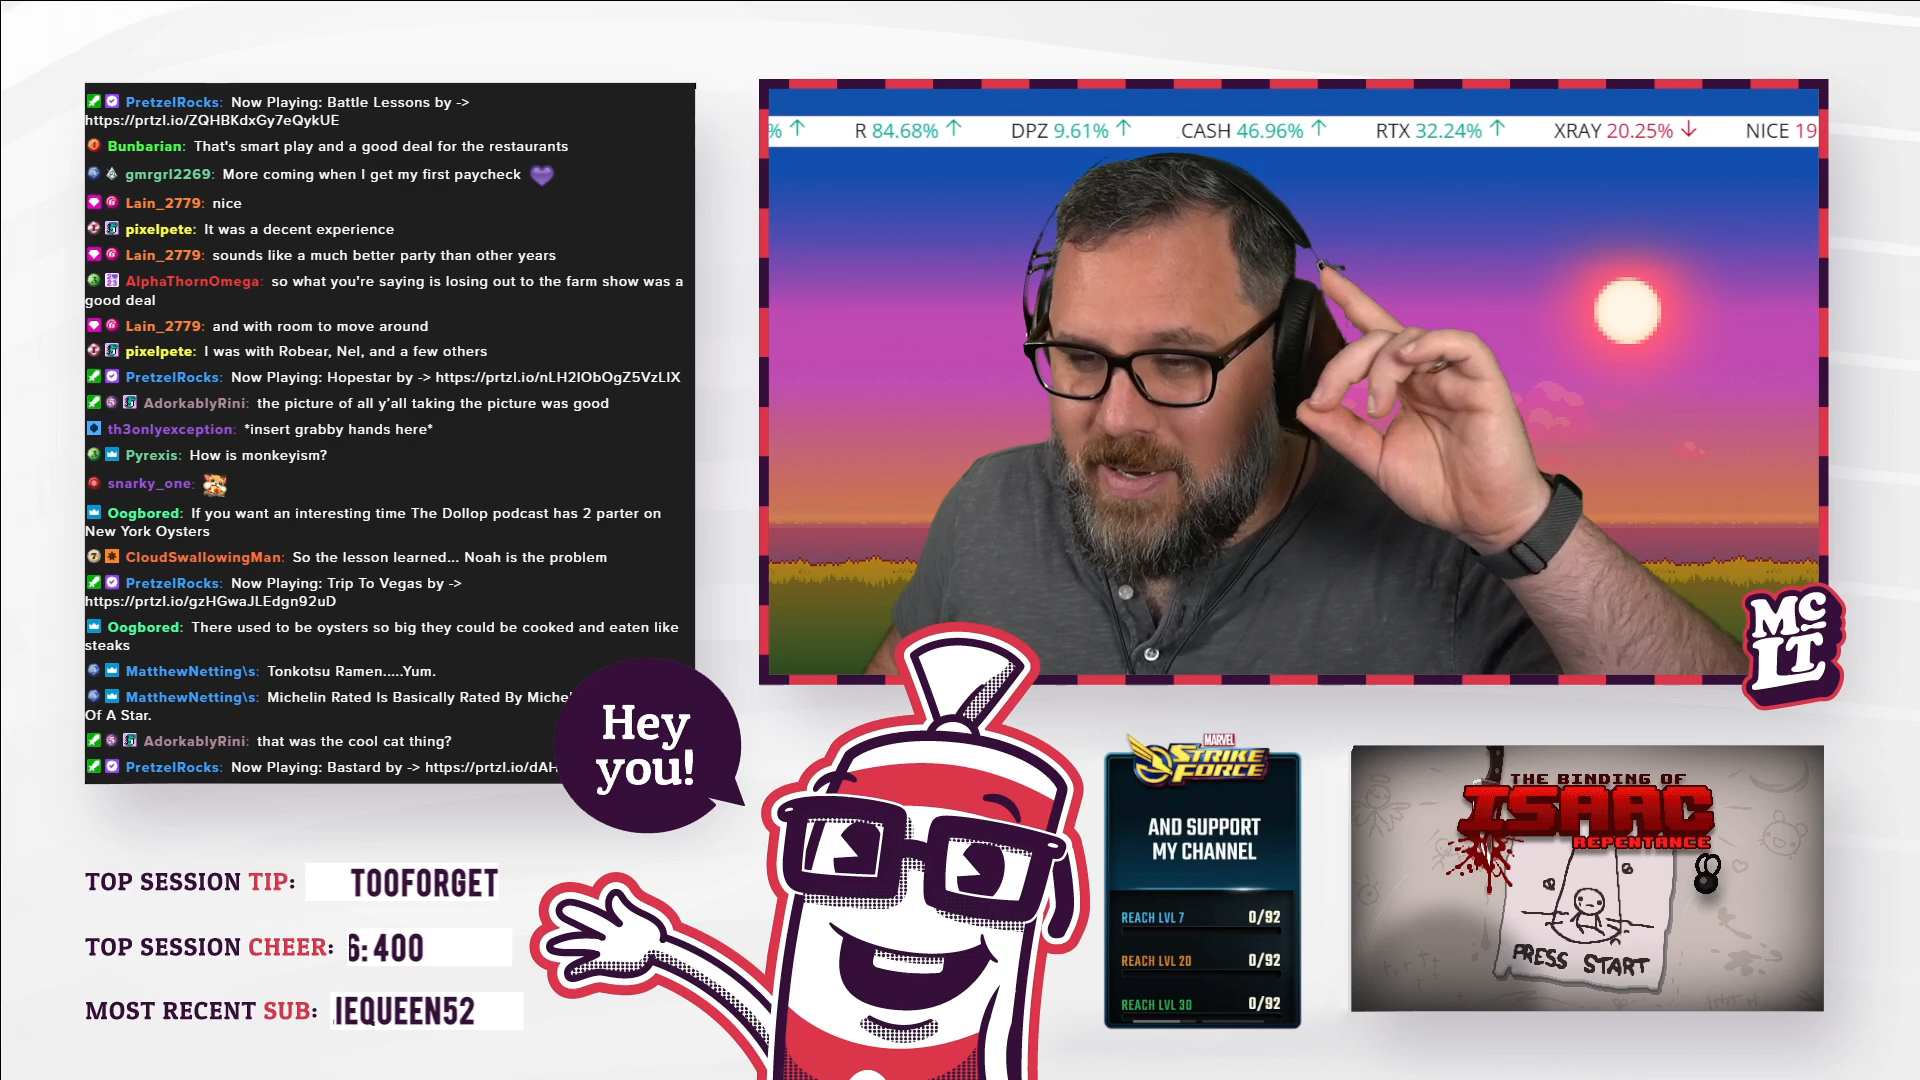 PretzelRocks: Now Playing: Battle Lessons by ->
https://prtzl.io/ZQHBKdxGy7eQykUE
Bunbarian: That's smart play and a good deal for the restaurants
gmrgrl2269: More coming when I get my first paycheck
Lain_2779: nice
pixelpete: It was a decent experience
Lain_2779: sounds like a much better party than other years
AlphaThornOmega: so what you're saying is losing out to the farm show was a
good deal
Lain_2779: and with room to move around
pixelpete: I was with Robear, Nel, and a few others
PretzelRocks: Now Playing: Hopestar by -> https://prtzl.io/nLH2IObOgZ5VzLIX
AdorkablyRini: the picture of all y'all taking the picture was good
th3onlyexception: *insert grabby hands here*
Pyrexis: How is monkeyism?
snarky_one:
Oogbored: If you want an interesting time The Dollop podcast has 2 parter on
New York Oysters
CloudSwallowingMan: So the lesson learned... Noah is the problem
PretzelRocks: Now Playing: Trip To Vegas by ->
https://prtzl.io/gzHGwaJLEdgn92uD
Oogbored: There used to be oysters so big they could be cooked and eaten like
steaks
MatthewNetting\s: Tonkotsu Ramen.....Yum.
MatthewNetting\s: Michelin Rated Is Basically Rated By Miche
Of A Star.
AdorkablyRini: that was the cool cat thing?
PretzelRocks: Now Playing: Bastard by -> https://prtzl.io/dAH
% ↑ R 84.68% ↑ DPZ 9.61% ↑ CASH 46.96% ↑ RTX 32.24% ↑ XRAY 20.25% ↓ NICE 19
Mc
LT
Hey
you!
TOP SESSION TIP: TOOFORGET
TOP SESSION CHEER: 6: 400
MOST RECENT SUB: IEQUEEN52
MARVEL
STRIKE
FORCE
AND SUPPORT
MY CHANNEL
REACH LVL 7 0/92
REACH LVL 20 0/92
REACH LVL 30 0/92
THE BINDING OF
ISAAC
REPENTANCE
PRESS START